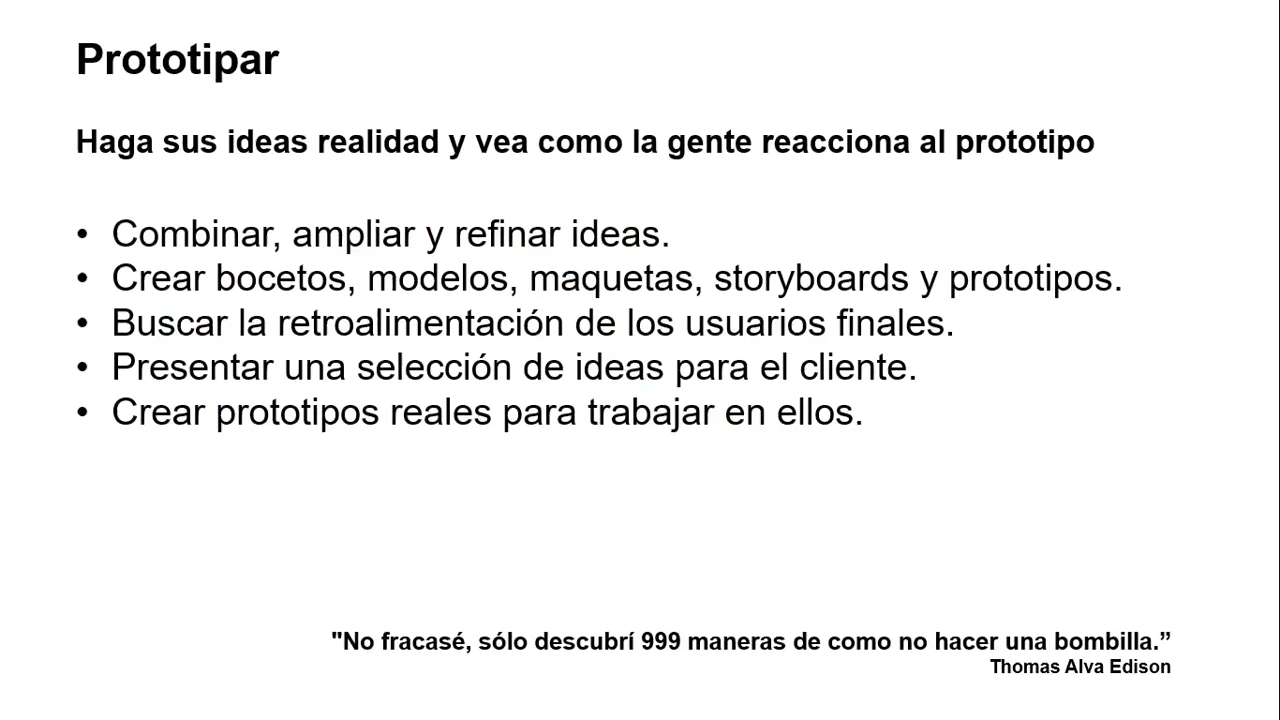 Prototipar
Haga sus ideas realidad y vea como la gente reacciona al prototipo
• Combinar, ampliar y refinar ideas.
• Crear bocetos, modelos, maquetas, storyboards y prototipos.
• Buscar la retroalimentación de los usuarios finales.
• Presentar una selección de ideas para el cliente.
• Crear prototipos reales para trabajar en ellos.
"No fracasé, sólo descubrí 999 maneras de como no hacer una bombilla.”
Thomas Alva Edison